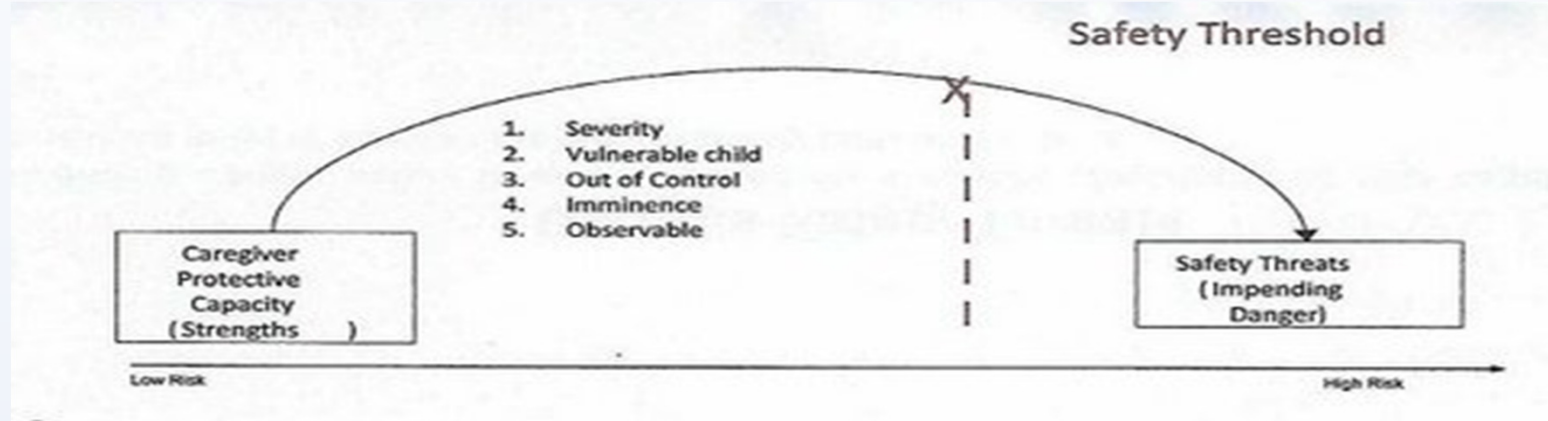 Safety Threshold
X
1. Severity
2. Vulnerable child
3. Out of Control
4. Imminence
5. Observable
Caregiver
Protective
Capacity
(Strengths )
Safety Threats
(Impending
Danger)
Low Risk
High Risk